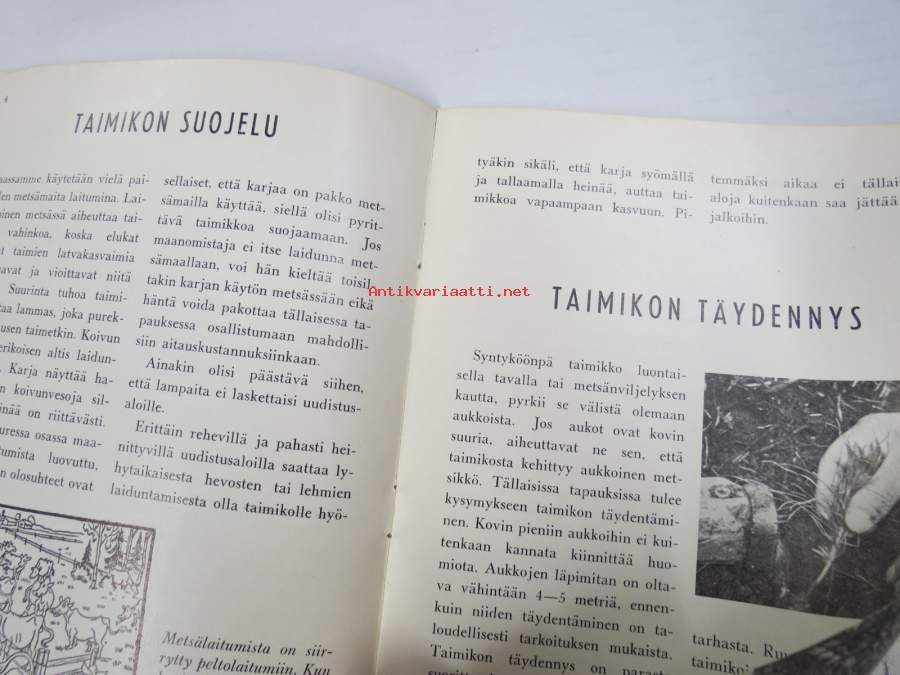 4
TAIMIKON SUOJELU
käytetään vielä pai-
metsämaita laitumina. Lai-
metsässä aiheuttaa tai-
vahinkoa, koska elukat
taimien latvakasvaimia
ja vioittavat niitä
Suurinta tuhoa taimi-
lammas, joka purek-
taimetkin. Koivun
altis laidun-
Karja näyttää ha-
koivunvesoja sil-
on riittävästi.
osassa maa-
luovuttu,
olosuhteet ovat
sellaiset, että karjaa on pakko met-
sämailla käyttää, siellä olisi pyrit-
tävä taimikkoa suojaamaan. Jos
maanomistaja ei itse laidunna met-
sämaallaan, voi hän kieltää toisil-
takin karjan käytön metsässään eikä
häntä voida pakottaa tällaisessa ta-
pauksessa osallistumaan mahdolli-
siin aitauskustannuksiinkaan.
Ainakin olisi päästävä siihen,
että lampaita ei laskettaisi uudistus-
aloille.
Erittäin rehevillä ja pahasti hei-
nittyvillä uudistusaloilla saattaa ly-
hytaikaisesta hevosten tai lehmien
laiduntamisesta olla taimikolle hyö-
Metsälaitumista on siir-
rytty peltolaitumiin. Kun
tyäkin sikäli, että karja syömällä
ja tallaamalla heinää, auttaa tai-
mikkoa vapaampaan kasvuun. Pi-
temmäksi aikaa ei tällai
aloja kuitenkaan saa jättää
jalkoihin.
Antikvariaatti.net
TAIMIKON TÄYDENNYS
Syntyköönpä taimikko luontai-
sella tavalla tai metsänviljelyksen
kautta, pyrkii se välistä olemaan
aukkoista. Jos aukot ovat kovin
suuria, aiheuttavat ne sen, että
taimikosta kehittyy aukkoinen met-
sikkö. Tällaisissa tapauksissa tulee
kysymykseen taimikon täydentämi-
nen. Kovin pieniin aukkoihin ei kui-
tenkaan kannata kiinnittää huo-
miota. Aukkojen läpimitan on olta-
va vähintään 4—5 metriä, ennen-
kuin niiden täydentäminen on ta-
loudellisesti tarkoituksen mukaista.
Taimikon täydennys on parasta
tarhasta.
taimikoi